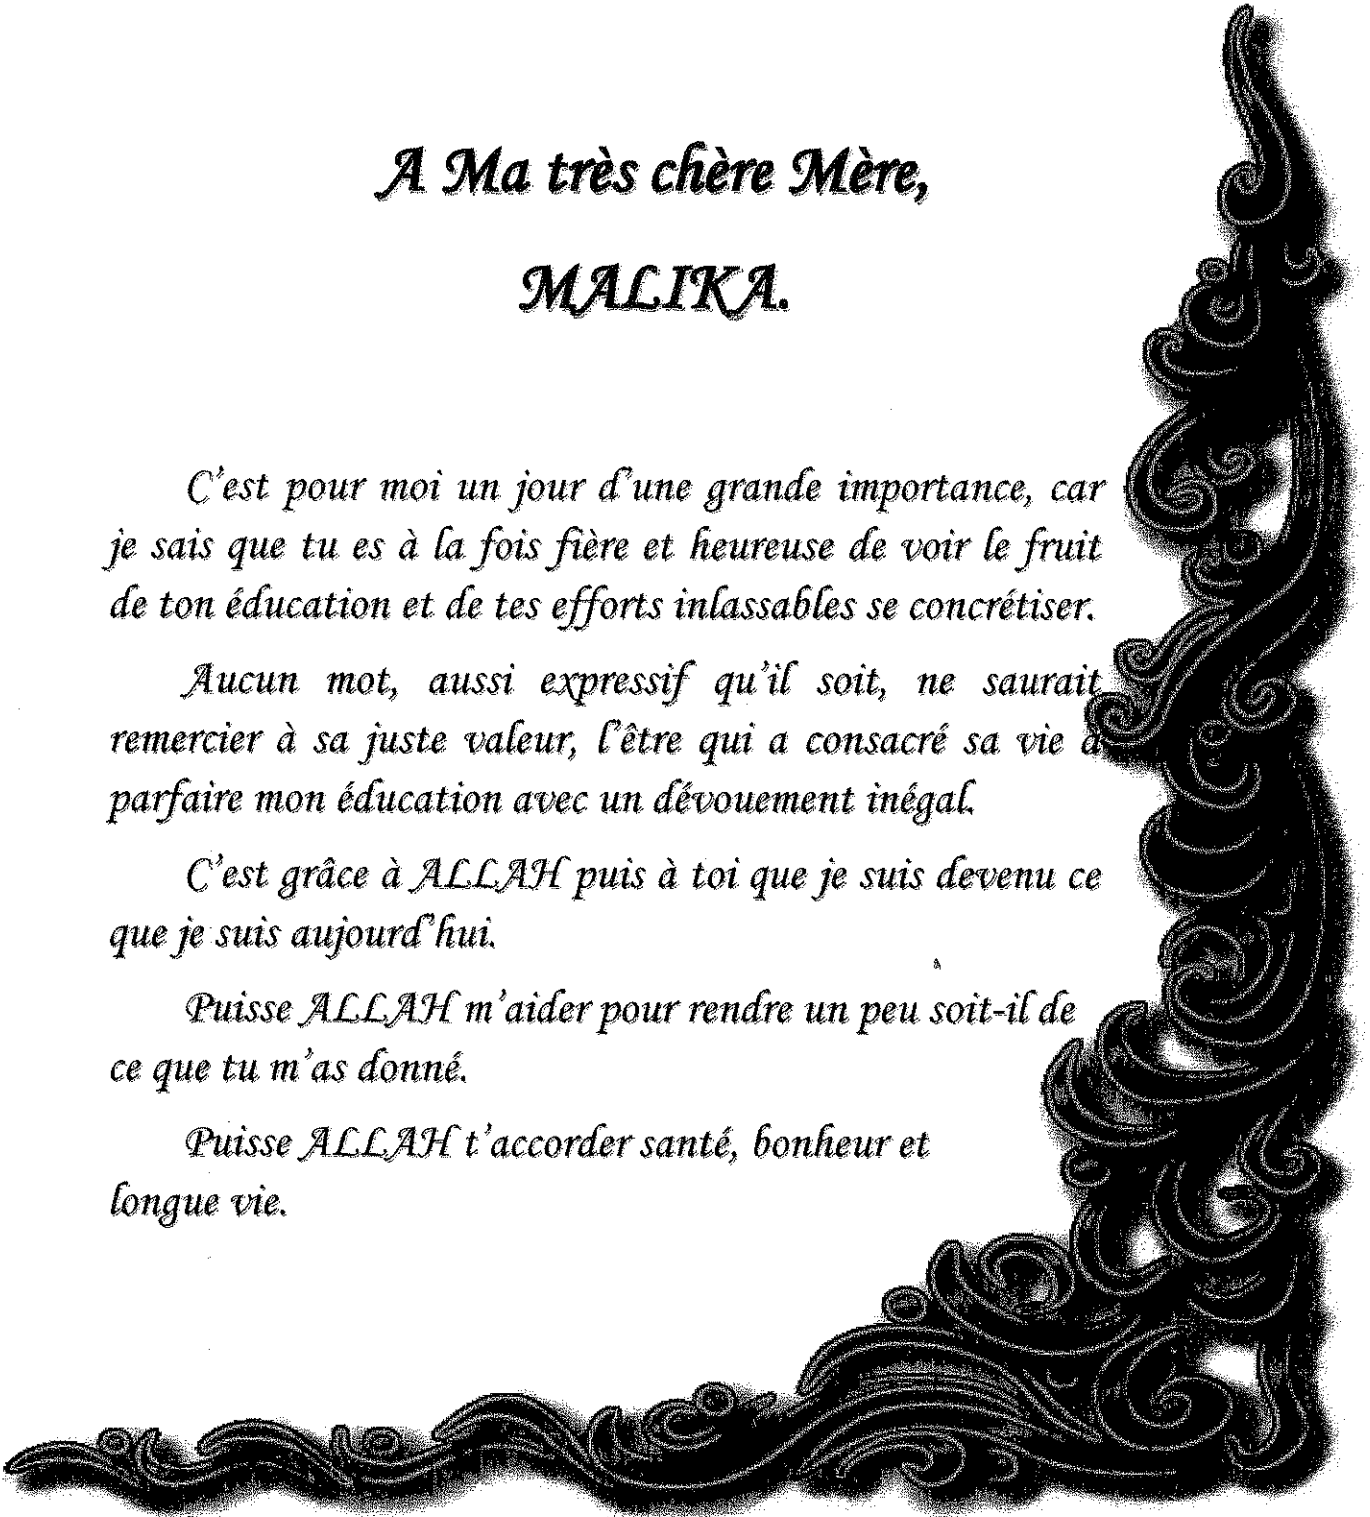 A Ma très chère Mère,
MALIKA.
C'est pour moi un jour d'une grande importance, car
je sais que tu es à la fois fière et heureuse de voir le fruit
de ton éducation et de tes efforts inlassables se concrétiser.
Aucun mot, aussi expressif qu'il soit, ne saurait
remercier à sa juste valeur, l'être qui a consacré sa vie à
parfaire mon éducation avec un dévouement inégal.
C'est grâce à ALLAH puis à toi que je suis devenu ce
que je suis aujourd'hui.
Puisse ALLAH m'aider pour rendre un peu soit-il de
ce que tu m'as donné.
Puisse ALLAH t'accorder santé, bonheur et
longue vie.